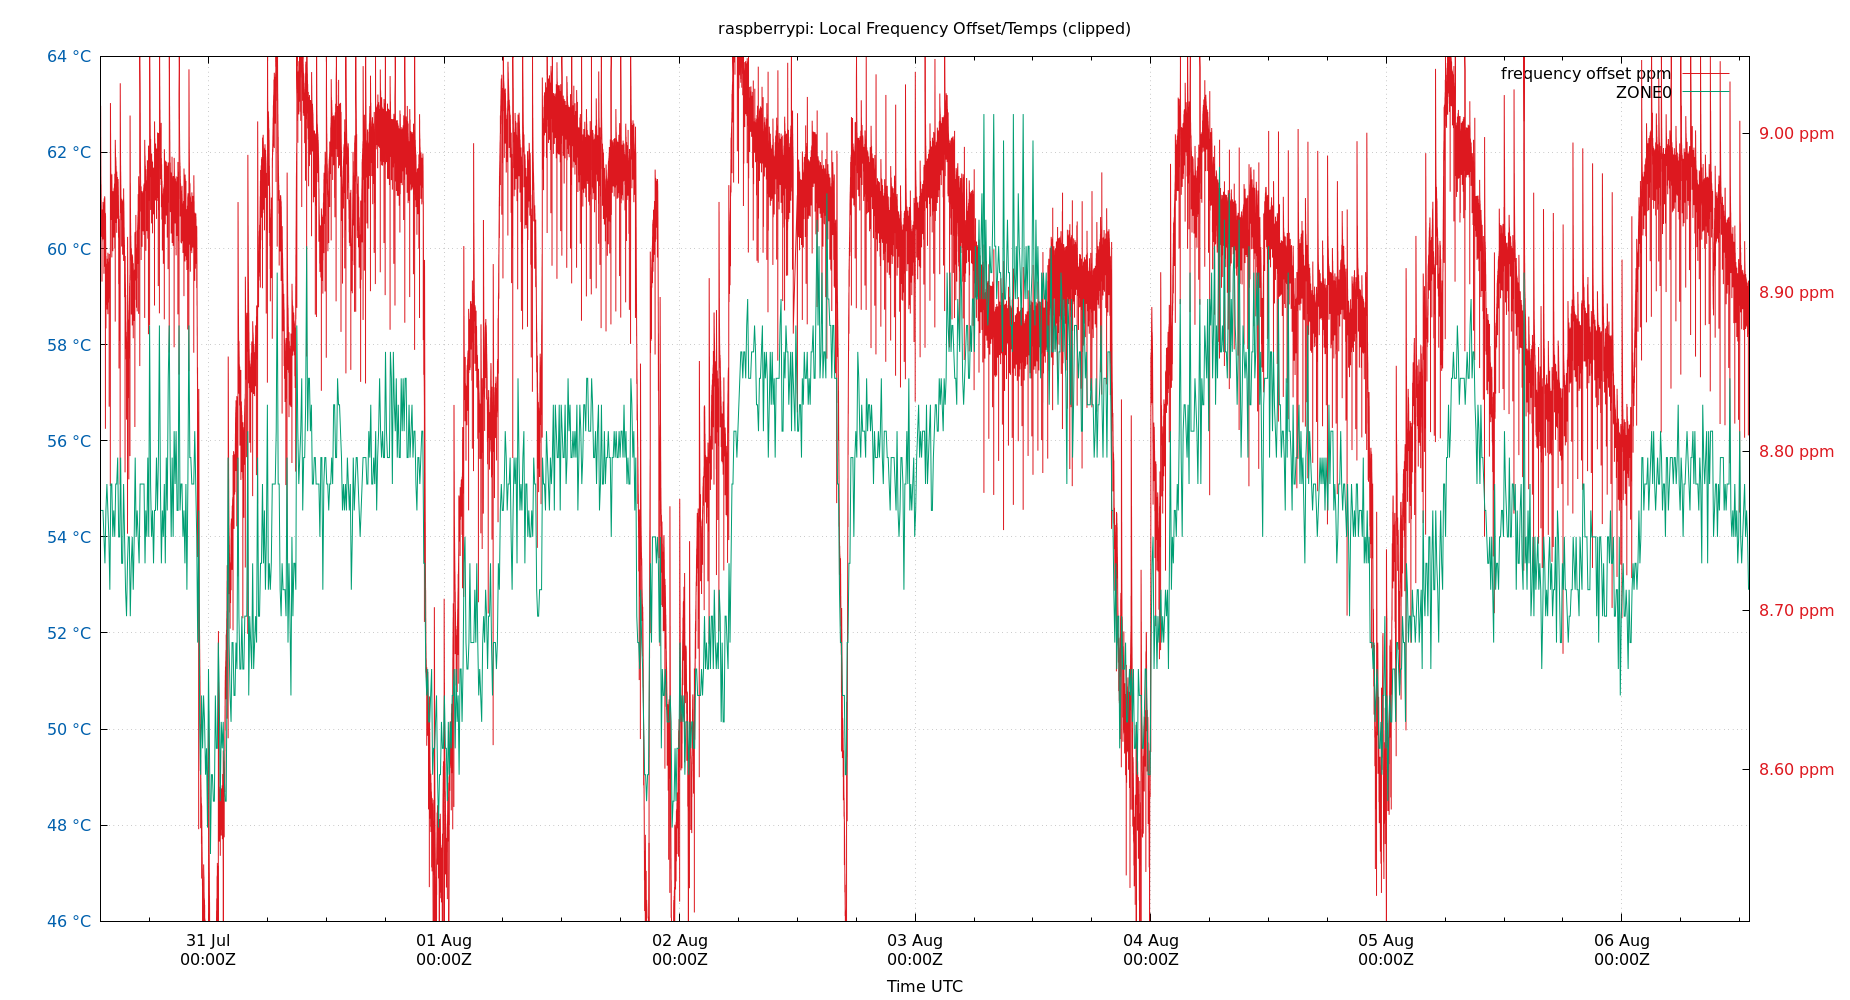 raspberrypi: Local Frequency Offset/Temps (clipped)
64 °C
62 °C
60 °C
58 °C
56 °C
54 °C
52 °C
50 °C
48 °C
46 °C
frequency offset ppm
ZONE0
9.00 ppm
8.90 ppm
8.80 ppm
8.70 ppm
8.60 ppm
31 Jul
00:00Z
01 Aug
00:00Z
02 Aug
00:00Z
03 Aug
00:00Z
04 Aug
00:00Z
05 Aug
00:00Z
06 Aug
00:00Z
Time UTC